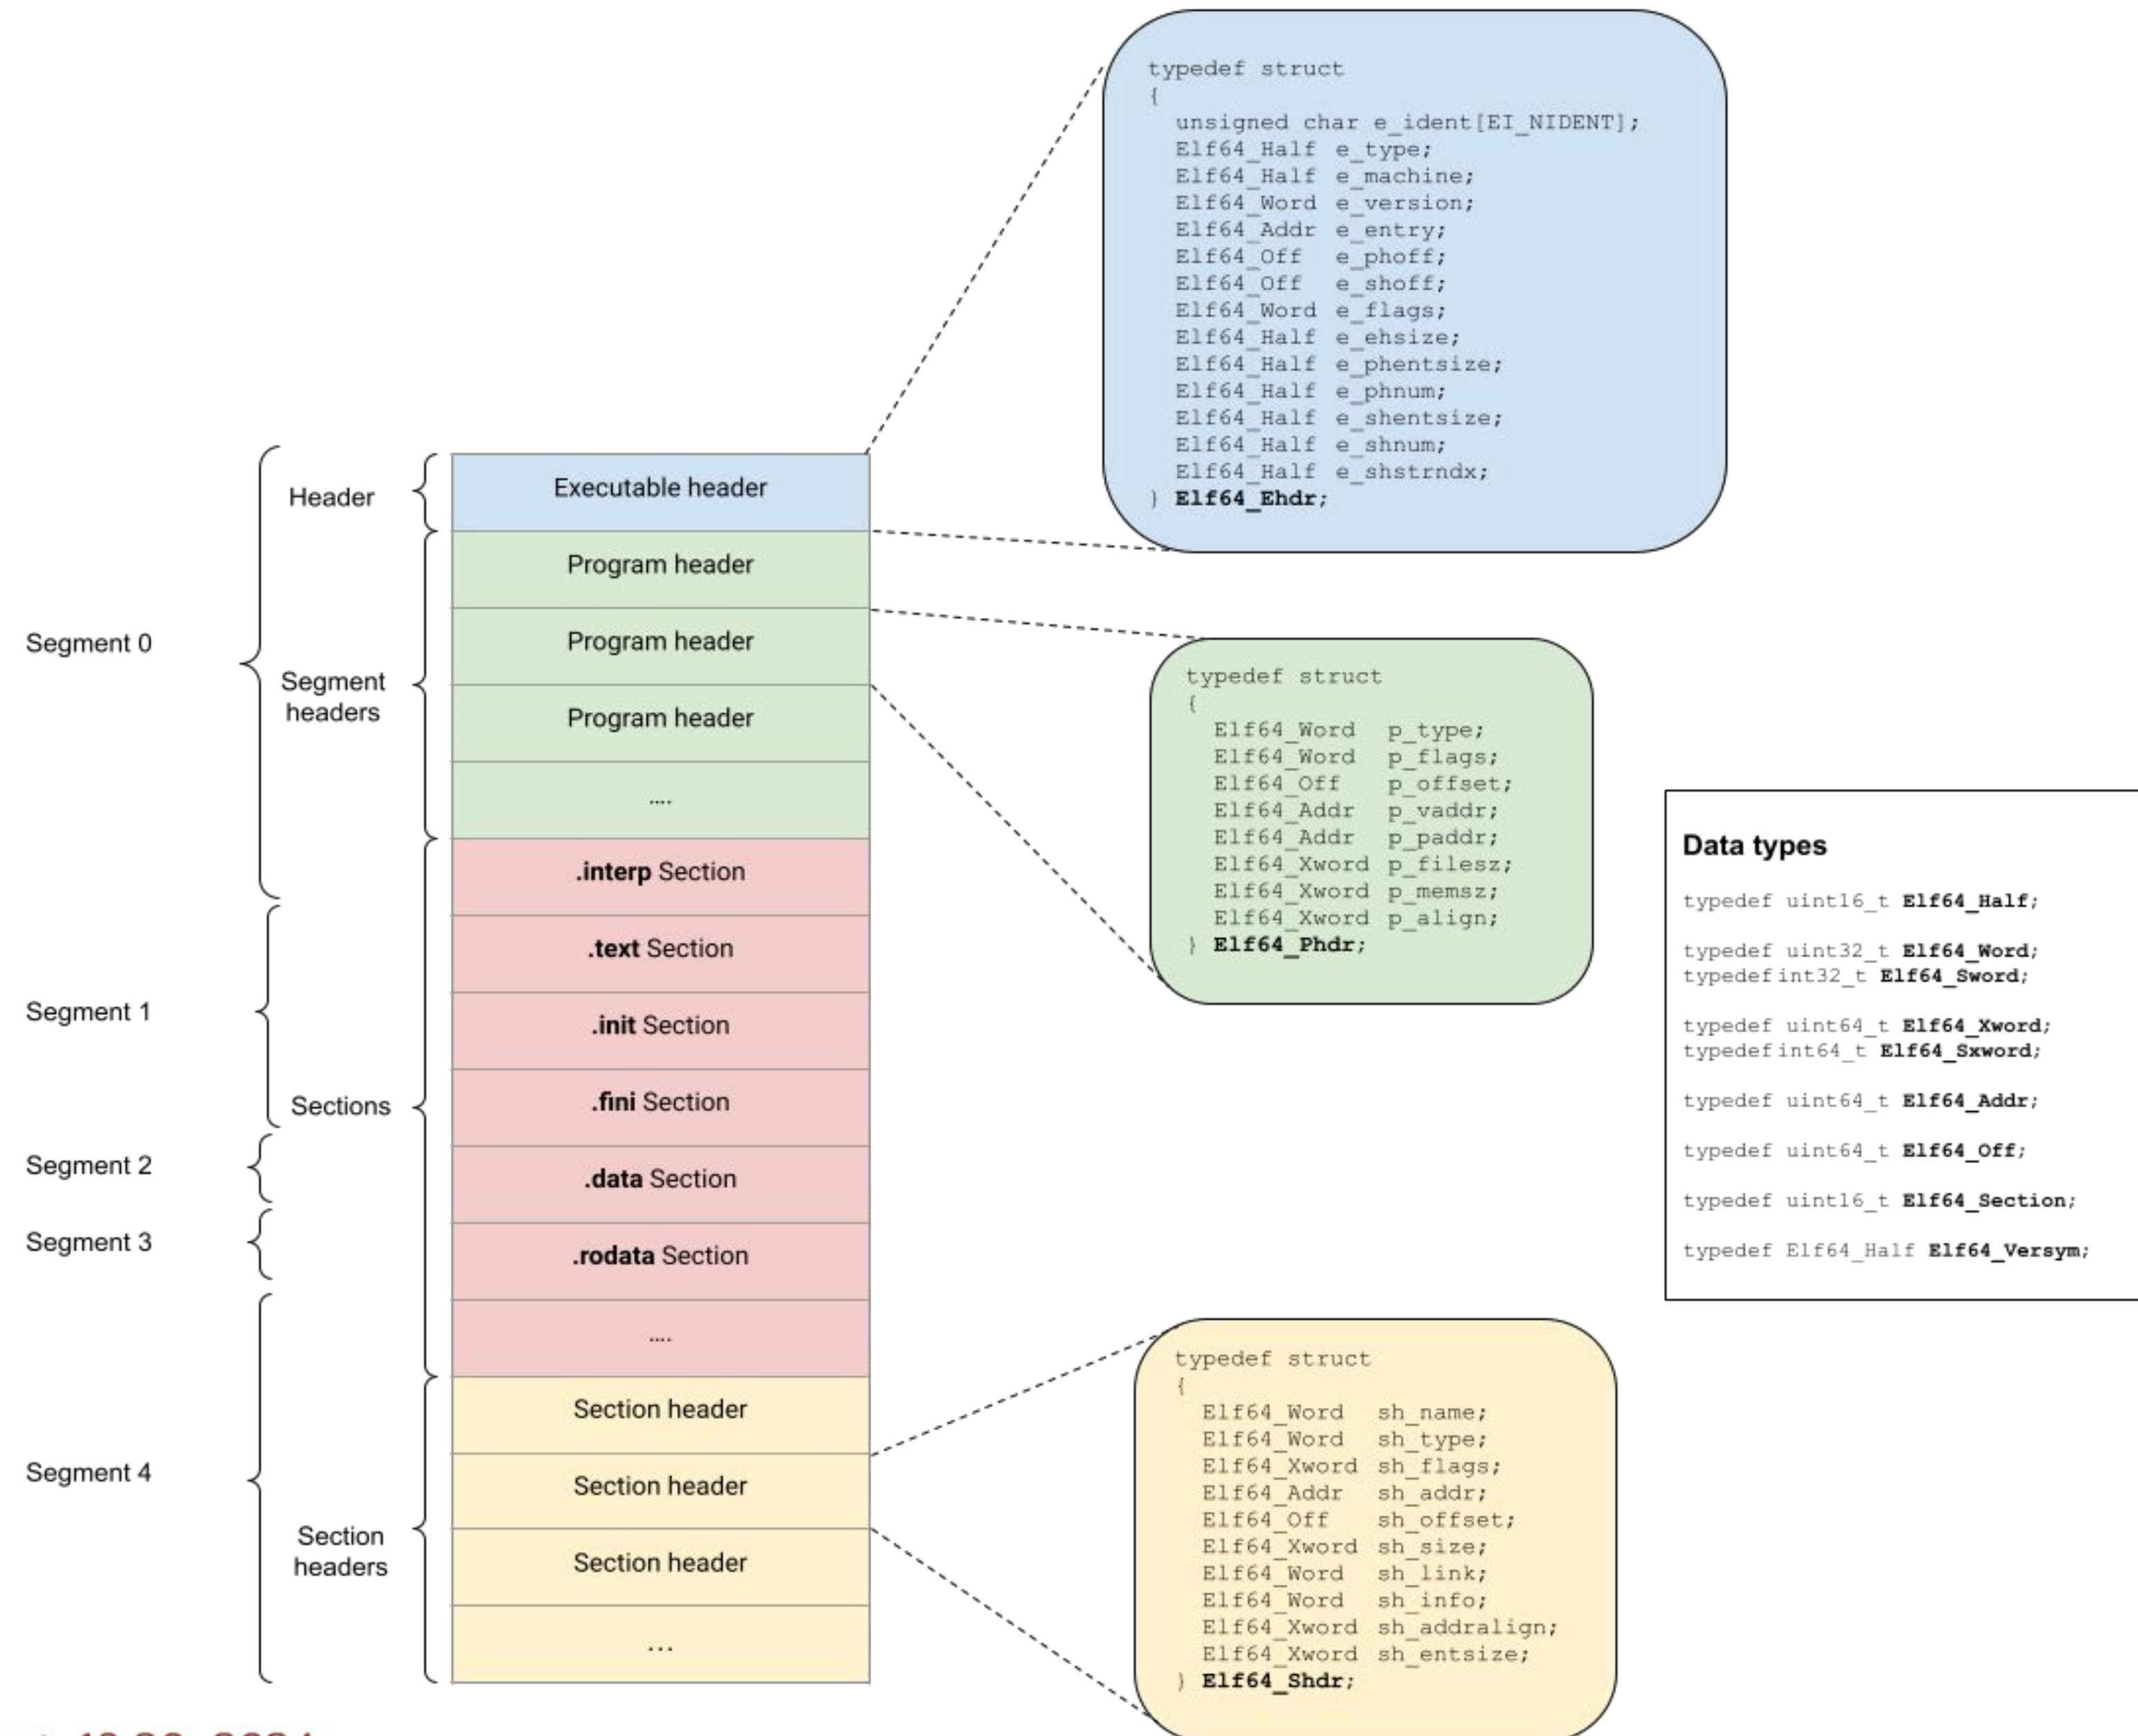 typedef struct
{
unsigned char e_ident[EI_NIDENT];
Elf64_Half e_type;
Elf64_Half e_machine;
Elf64_Word e_version;
Elf64_Addr e_entry;
Elf64_Off e_phoff;
Elf64_Off e_shoff;
Elf64_Word e_flags;
Elf64_Half e_ehsize;
Elf64_Half e_phentsize;
Elf64_Half e_phnum;
Elf64_Half e_shentsize;
Elf64_Half e_shnum;
Elf64_Half e_shstrndx;
} Elf64_Ehdr;
Header
Executable header
Segment 0
Segment
headers
Program header
Program header
Program header
....
typedef struct
{
Elf64_Word p_type;
Elf64_Word p_flags;
Elf64_Off p_offset;
Elf64_Addr p_vaddr;
Elf64_Addr p_paddr;
Elf64_Xword p_filesz;
Elf64_Xword p_memsz;
Elf64_Xword p_align;
} Elf64_Phdr;
Segment 1
Segment 2
Segment 3
Sections
.interp Section
.text Section
.init Section
.fini Section
.data Section
.rodata Section
....
Data types
typedef uint16_t Elf64_Half;
typedef uint32_t Elf64_Word;
typedef int32_t Elf64_Sword;
typedef uint64_t Elf64_Xword;
typedef int64_t Elf64_Sxword;
typedef uint64_t Elf64_Addr;
typedef uint64_t Elf64_Off;
typedef uint16_t Elf64_Section;
typedef Elf64_Half Elf64_Versym;
Segment 4
Section
headers
Section header
Section header
Section header
...
typedef struct
{
Elf64_Word sh_name;
Elf64_Word sh_type;
Elf64_Xword sh_flags;
Elf64_Addr sh_addr;
Elf64_Off sh_offset;
Elf64_Xword sh_size;
Elf64_Word sh_link;
Elf64_Word sh_info;
Elf64_Xword sh_addralign;
Elf64_Xword sh_entsize;
} Elf64_Shdr;